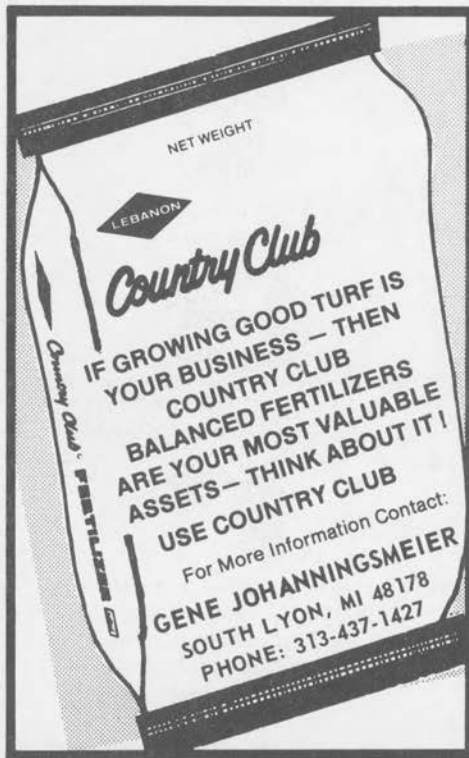 NET WEIGHT
LEBANON
Country Club
IF GROWING GOOD TURF IS
YOUR BUSINESS — THEN
COUNTRY CLUB
BALANCED FERTILIZERS
ARE YOUR MOST VALUABLE
ASSETS— THINK ABOUT IT !
USE COUNTRY CLUB
For More Information Contact:
GENE JOHANNINGSMEIER
SOUTH LYON, MI 48178
PHONE: 313-437-1427
Country Club FERTILIZER